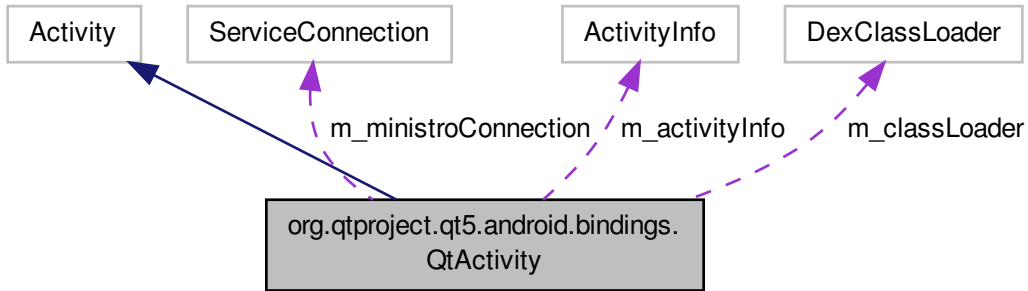 Activity
ServiceConnection
ActivityInfo
DexClassLoader
m_ministroConnection
m_activityInfo
m_classLoader
org.qtproject.qt5.android.bindings.
QtActivity